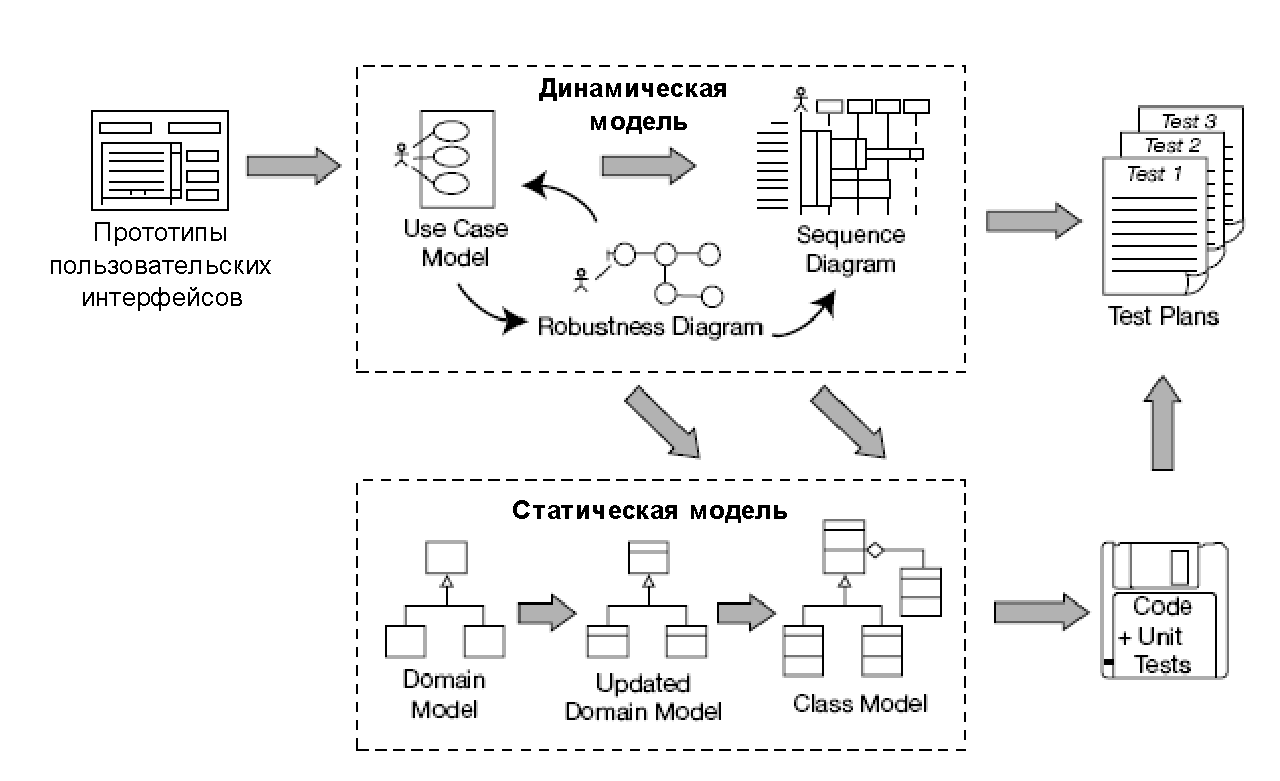 Динамическая
модель
Прототипы
пользовательских
интерфейсов
Use Case
Model
Robustness Diagram
Sequence
Diagram
Test 3
Test 2
Test 1
Test Plans
Статическая модель
Domain
Model
Updated
Domain Model
Class Model
Code
+ Unit
Tests